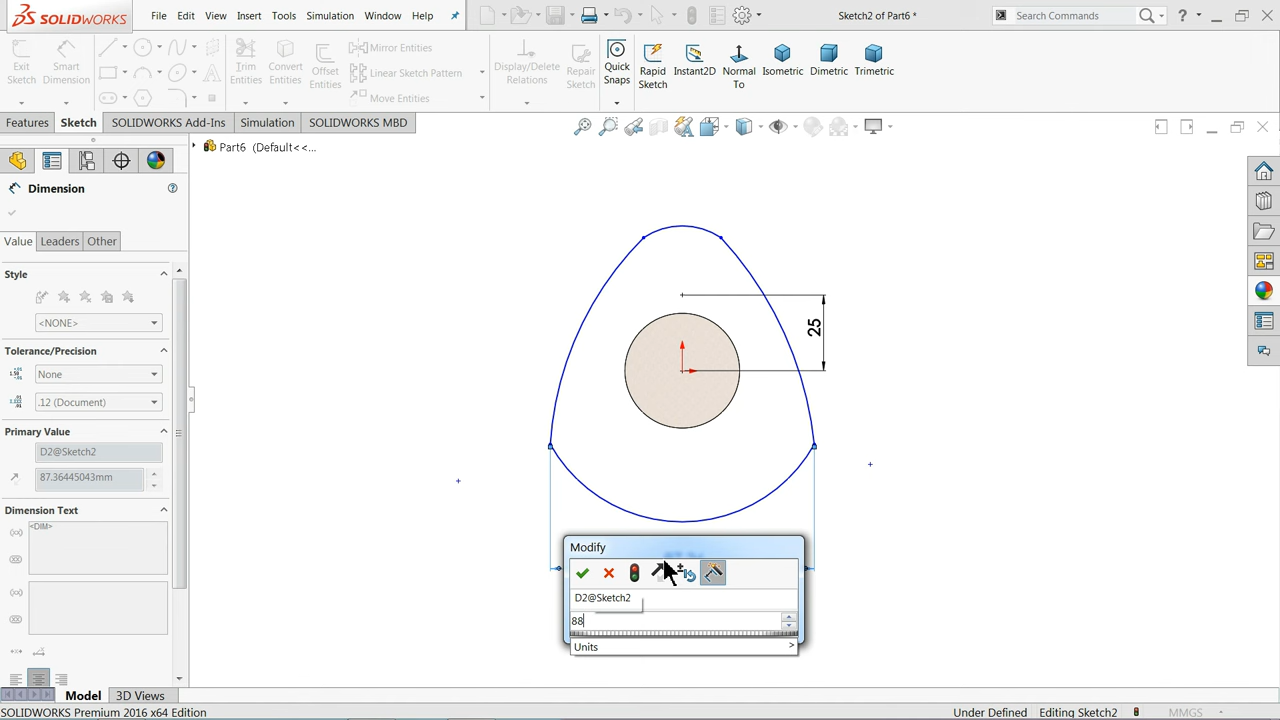 SOLIDWORKS File Edit View Insert Tools Simulation Window Help Sketch2 of Part6 * Search Commands ?
Exit Sketch
Smart Dimension
Trim Entities
Convert Entities
Offset Entities
Mirror Entities
Linear Sketch Pattern
Move Entities
Display/Delete Relations
Repair Sketch
Quick Snaps
Rapid Sketch
Instant2D
Normal To
Isometric
Dimetric
Trimetric
Features Sketch SOLIDWORKS Add-Ins Simulation SOLIDWORKS MBD
Part6 (Default<<...
Dimension
Value Leaders Other
Style
<NONE>
Tolerance/Precision
None
.12 (Document)
Primary Value
D2@Sketch2
87.36445043mm
Dimension Text
<DIM>
25
Modify
D2@Sketch2
88
Units >
Model 3D Views
SOLIDWORKS Premium 2016 x64 Edition Under Defined Editing Sketch2 MMGS